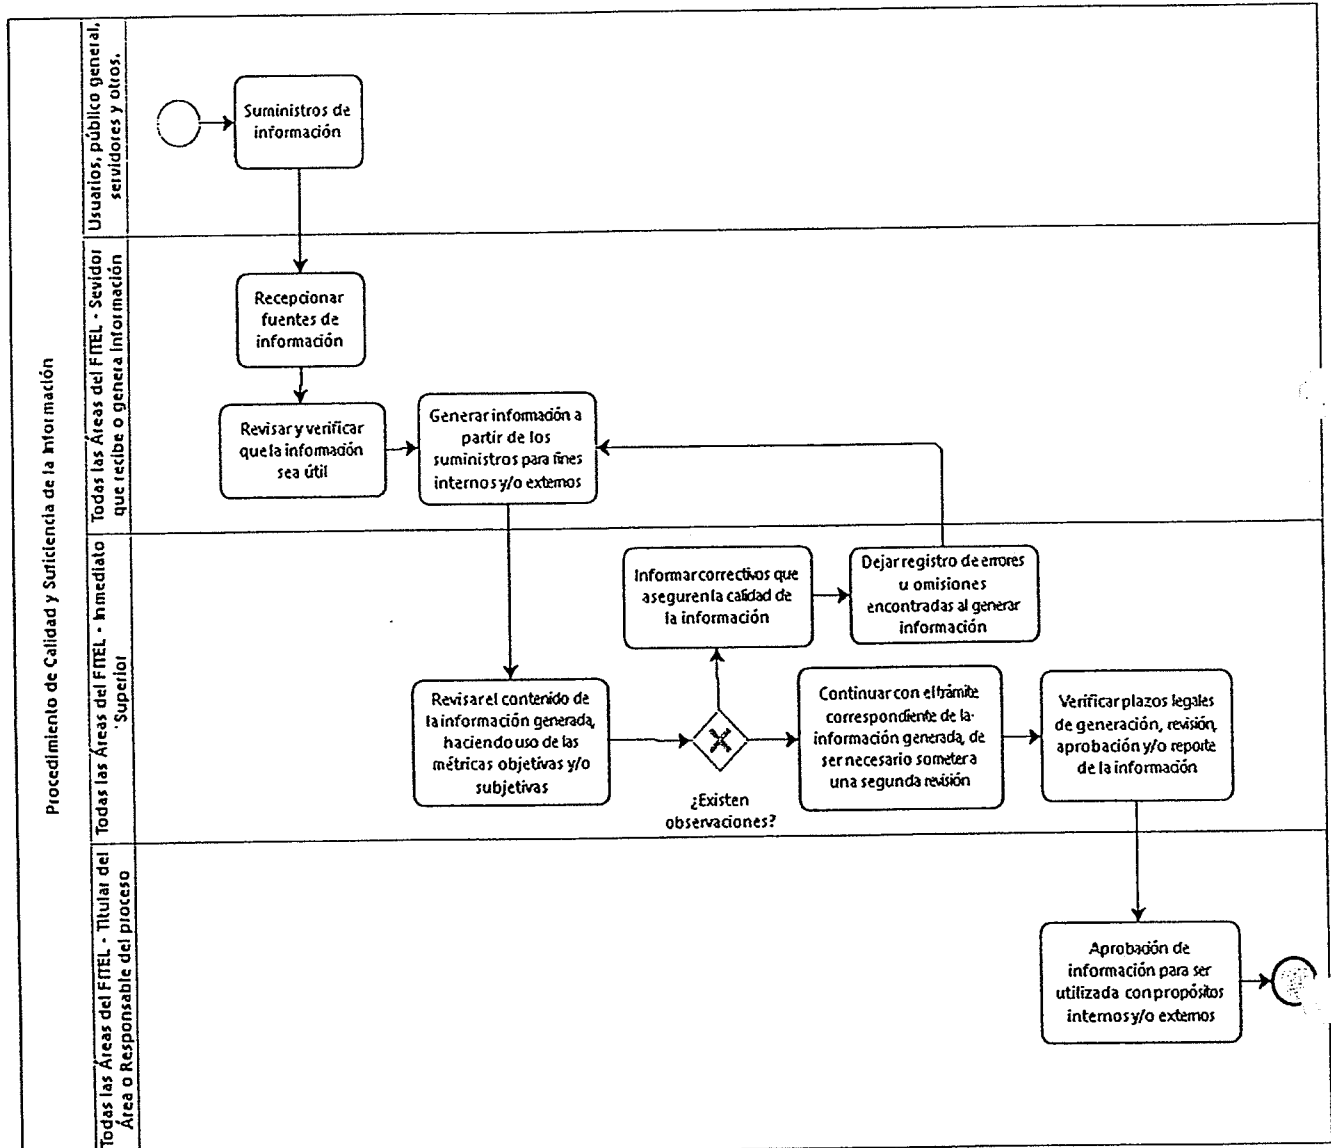 Procedimiento de Calidad y Suficiencia de la Información
Usuarios, público general,
servidores y otros.
Suministros de
información
Todas las Áreas del FITEL - Sevidor
que recibe o genera Información
Recepcionar
fuentes de
información
Revisar y verificar
que la información
sea útil
Generar información a
partir de los
suministros para fines
internos y/o externos
Todas las Áreas del FITEL - Inmediato
Superior
Informar correctivos que
aseguren la calidad de
la información
Dejar registro de errores
u omisiones
encontradas al generar
información
Revisar el contenido de
la información generada,
haciendo uso de las
métricas objetivas y/o
subjetivas
¿Existen
observaciones?
Continuar con el trámite
correspondiente de la
información generada, de
ser necesario someter a
una segunda revisión
Verificar plazos legales
de generación, revisión,
aprobación y/o reporte
de la información
Todas las Áreas del FITEL - Titular del
Área o Responsable del proceso
Aprobación de
información para ser
utilizada con propósitos
internos y/o externos